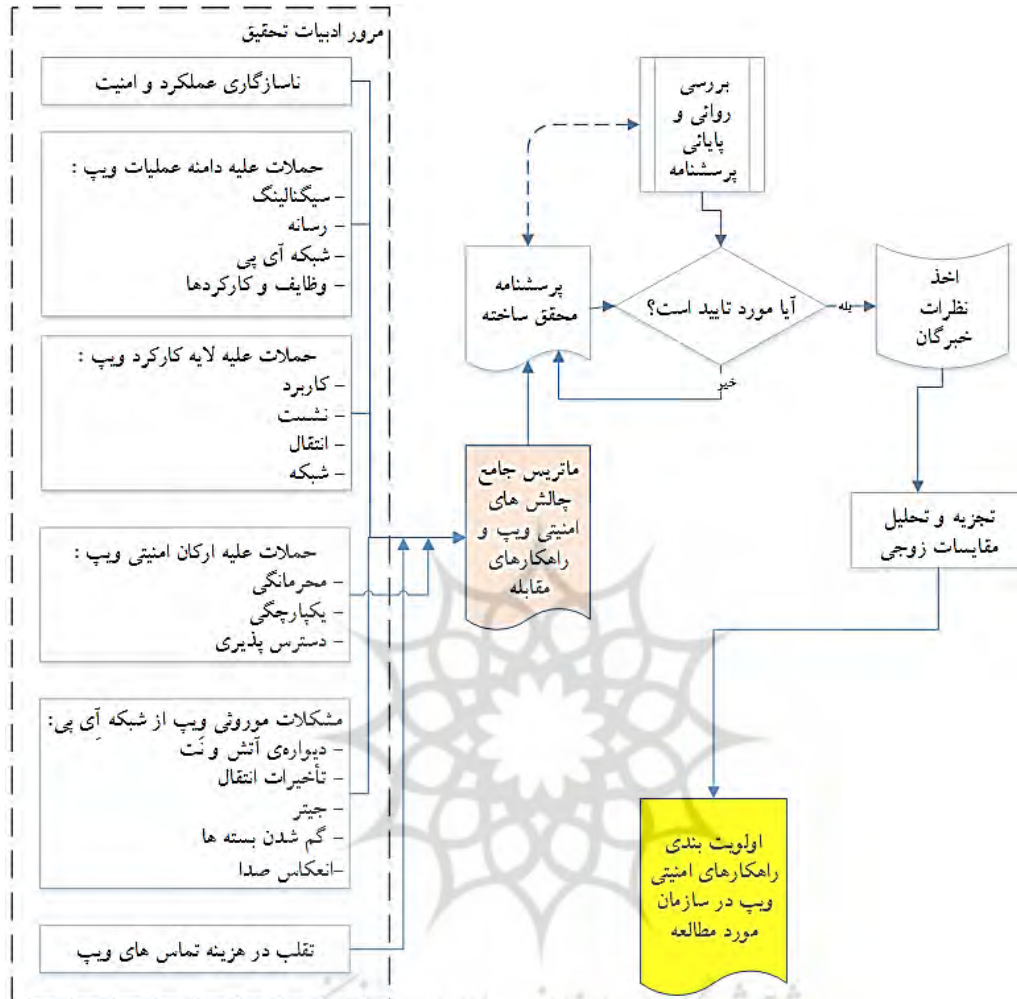 مرور ادبیات تحقیق
ناسازگاری عملکرد و امنیت
حملات علیه دامنه عملیات ویپ :
- سیگنالینگ
- رسانه
- شبکه آی پی
- وظایف و کارکردها
حملات علیه لایه کارکرد ویپ :
- کاربرد
- نشست
- انتقال
- شبکه
حملات علیه ارکان امنیتی ویپ :
- محرمانگی
- یکپارچگی
- دسترس پذیری
مشکلات موروثی ویپ از شبکه آِی پی:
- دیواره‌ی آتش و نَت
- تأخیرات انتقال
- جیتر
- گم شدن بسته ها
-انعکاس صدا
تقلب در هزینه تماس های ویپ
ماتریس جامع
چالش های
امنیتی ویپ و
راهکارهای
مقابله
پرسشنامه
محقق ساخته
بررسی
روائی و
پایائی
پرسشنامه
آیا مورد تایید است؟
بله
خیر
اخذ
نظرات
خبرگان
تجزیه و تحلیل
مقایسات زوجی
اولویت بندی
راهکارهای امنیتی
ویپ در سازمان
مورد مطالعه